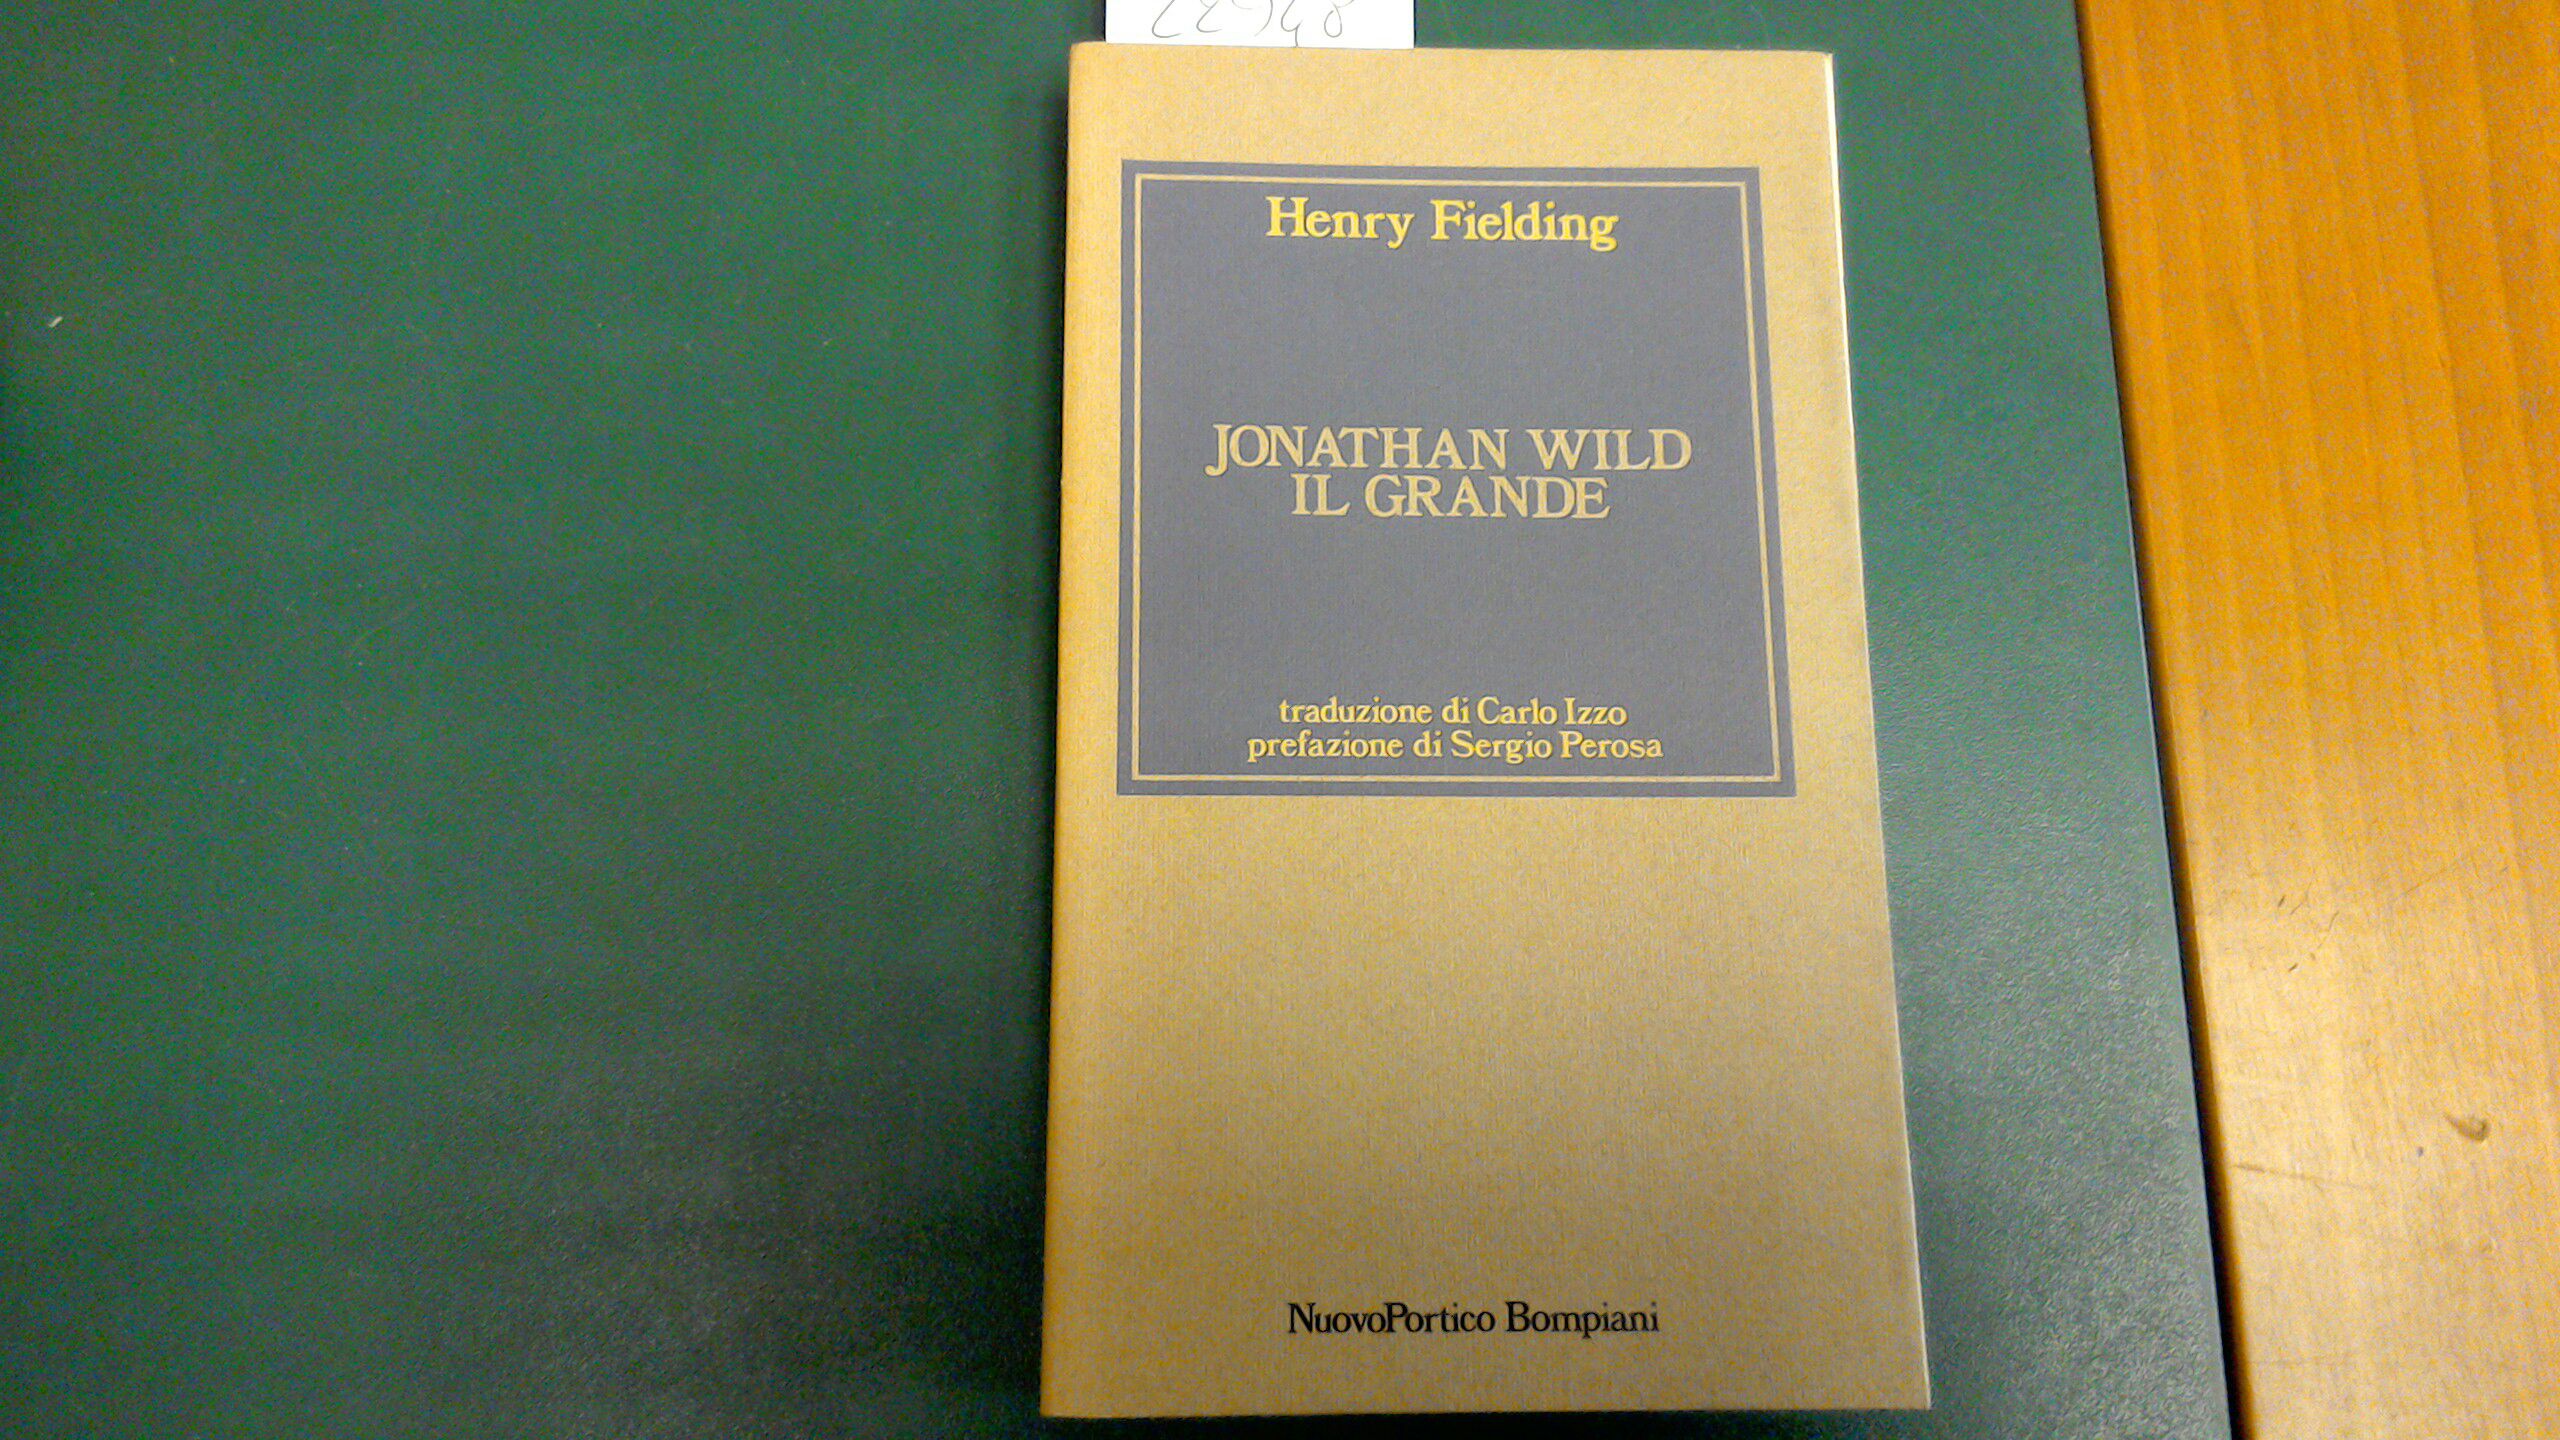 Henry Fielding
JONATHAN WILD
IL GRANDE
traduzione di Carlo Izzo
prefazione di Sergio Perosa
NuovoPortico Bompiani